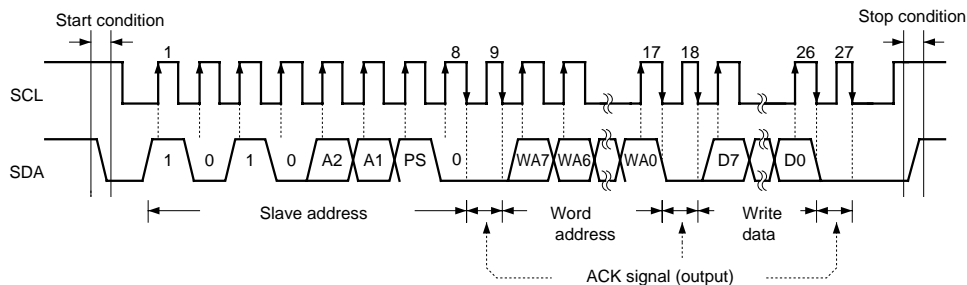 Start condition
Stop condition
1 8 9 17 18 26 27
SCL
SDA
1 0 1 0 A2 A1 PS 0 WA7 WA6 WA0 D7 D0
Slave address
Word
address
Write
data
ACK signal (output)